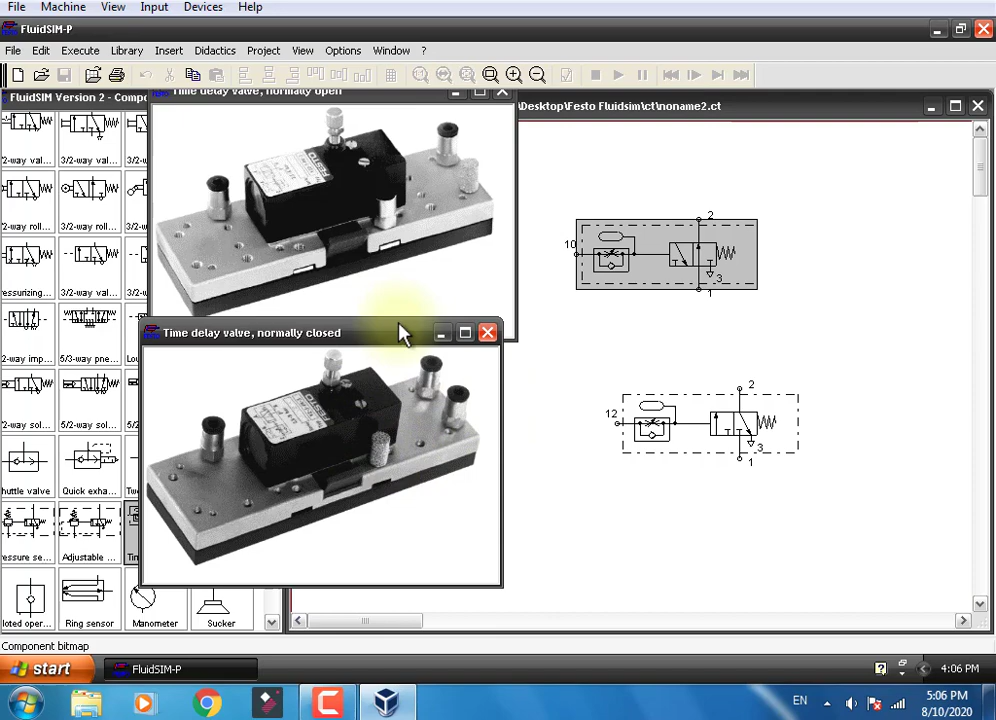 File Machine View Input Devices Help
FluidSIM-P
File Edit Execute Library Insert Didactics Project View Options Window ?
FluidSIM Version 2 - Compo
Time delay valve, normally open
\Desktop\Festo Fluidsim\ct\noname2.ct
2-way val... 3/2-way val... 3/2-w
2-way roll... 3/2-way roll...
essurizing... 3/2-way val...
2-way imp... 5/3-way pne... Lo
2-way sol... 5/2-way sol...
huttle valve Quick exha... Tw
essure se... Adjustable ... Tim
loted oper... Ring sensor Manometer Sucker
Time delay valve, normally closed
FESTO
2
10
3
1
2
12
3
1
Component bitmap
start FluidSIM-P 4:06 PM
EN 5:06 PM
8/10/2020